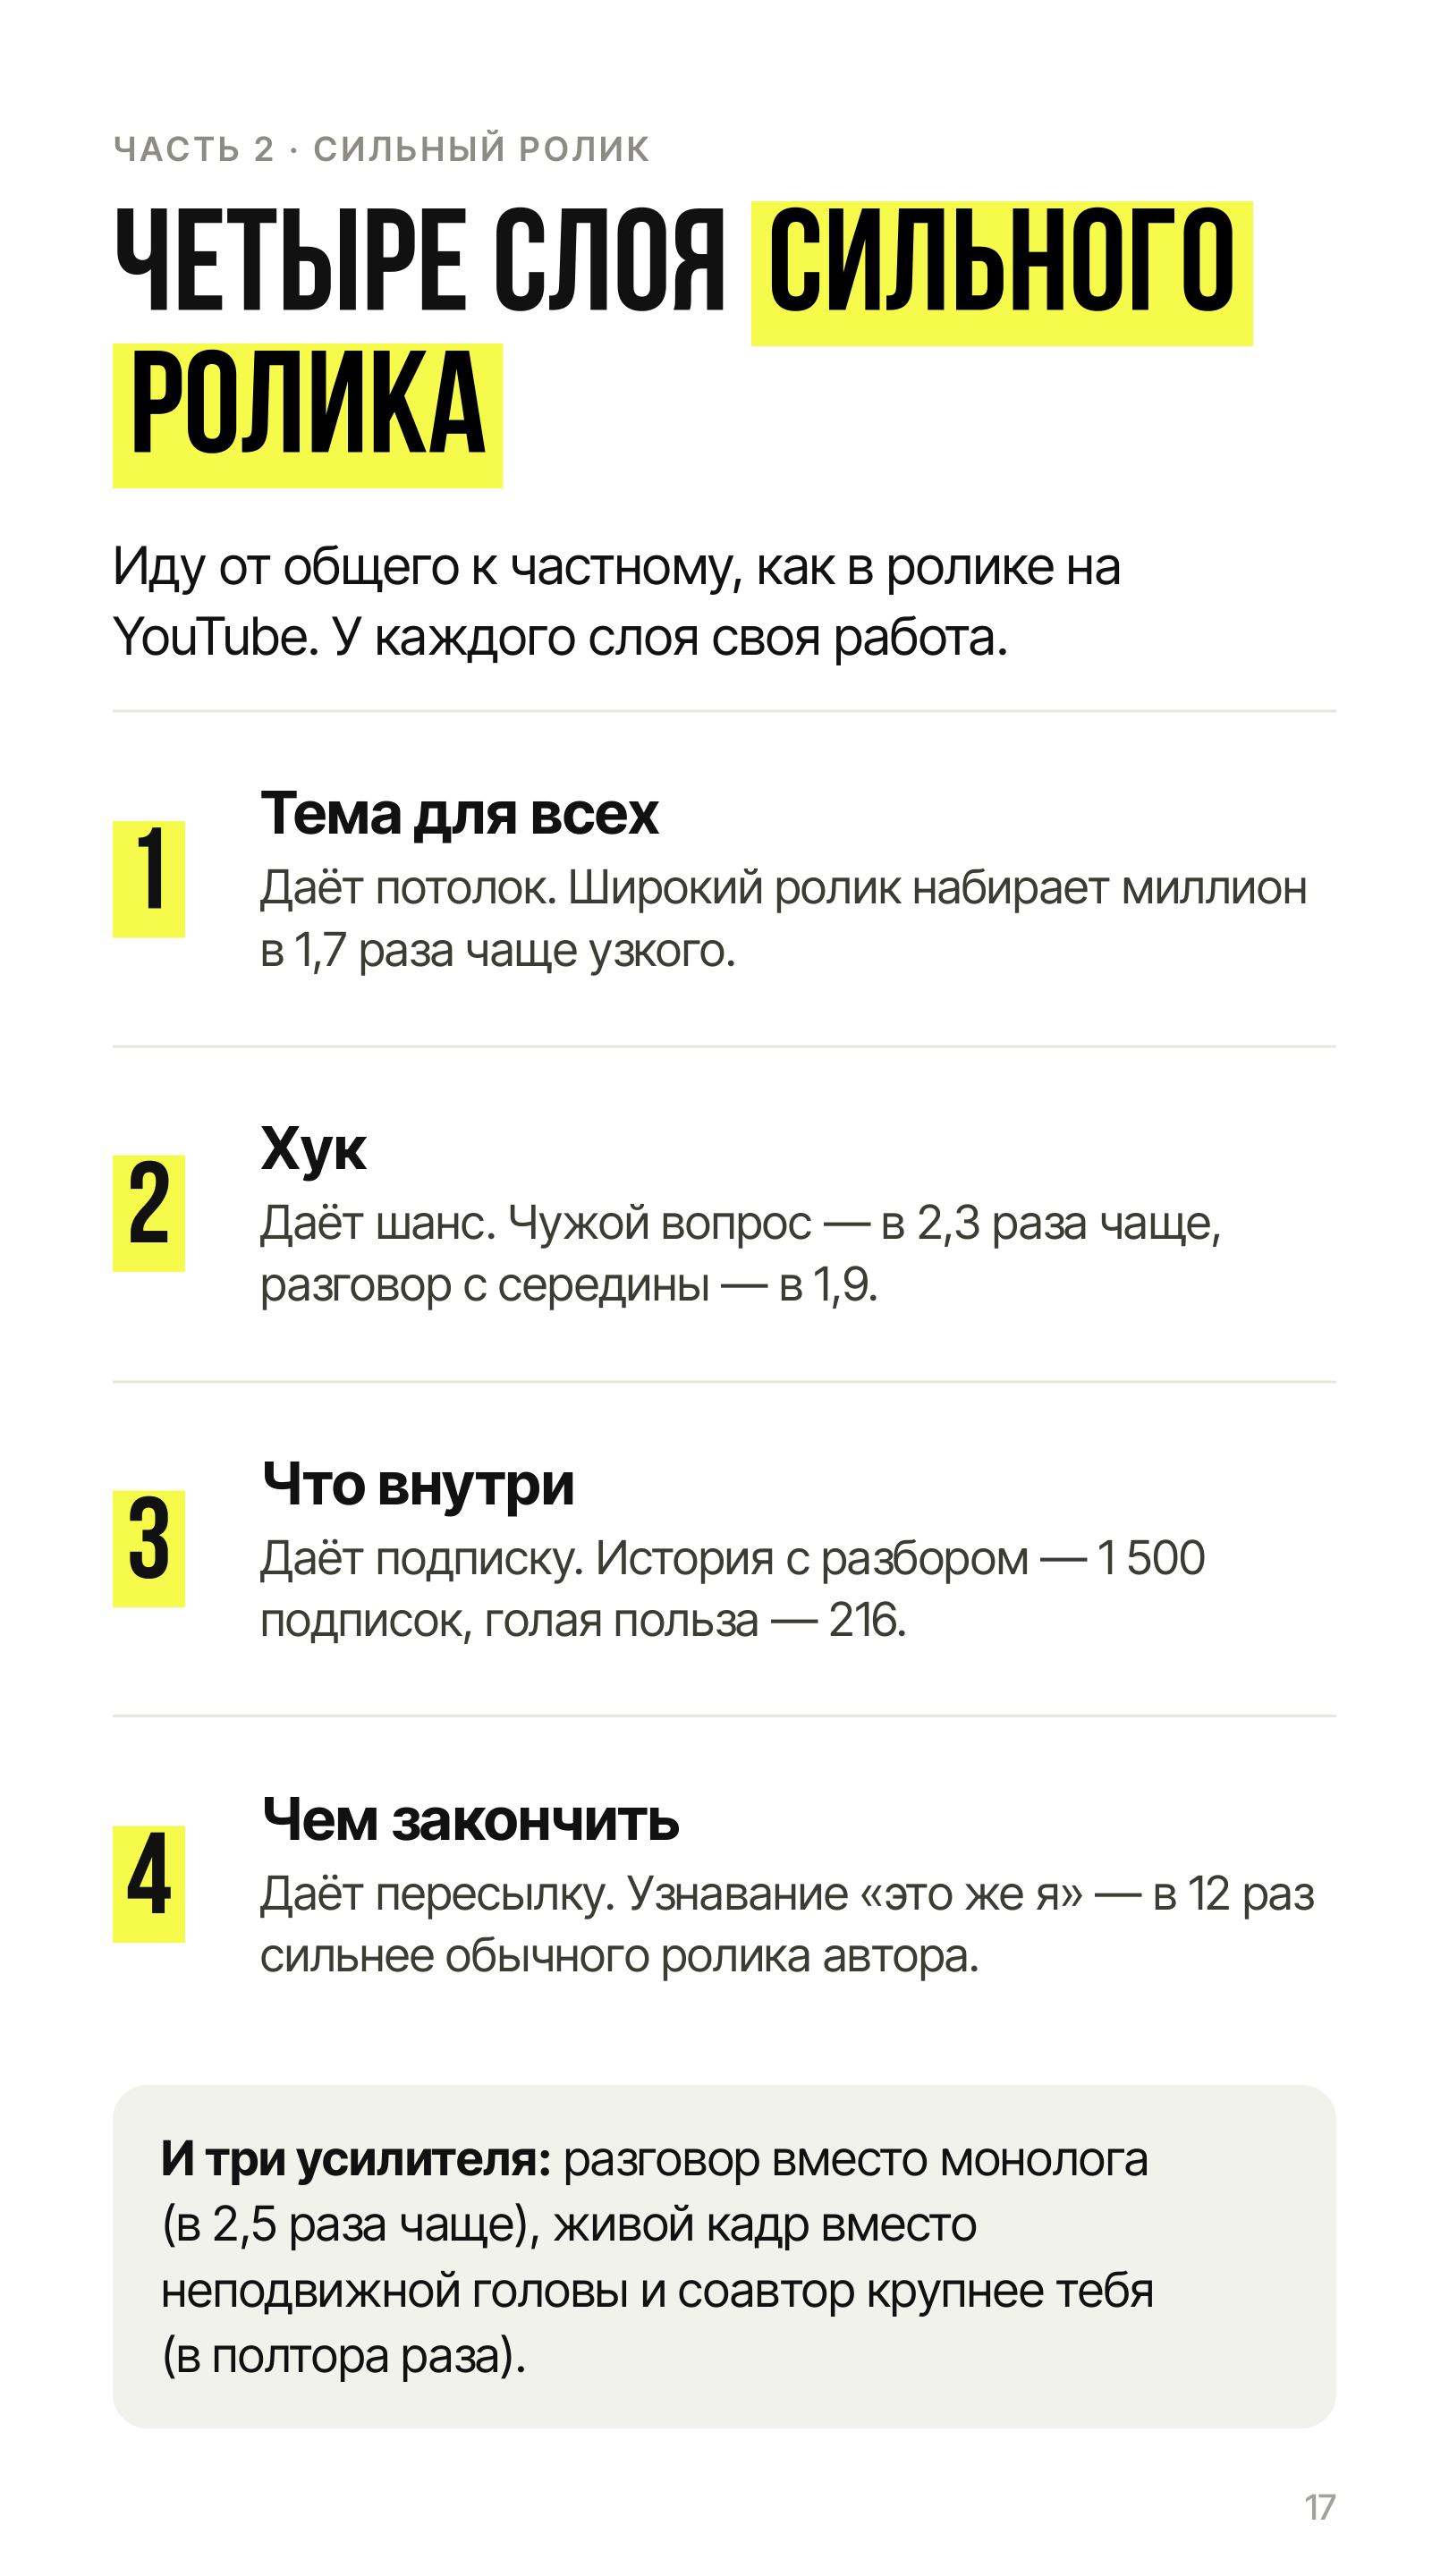 ЧАСТЬ 2 · СИЛЬНЫЙ РОЛИК
ЧЕТЫРЕ СЛОЯ СИЛЬНОГО
РОЛИКА
Иду от общего к частному, как в ролике на
YouTube. У каждого слоя своя работа.
1
Тема для всех
Даёт потолок. Широкий ролик набирает миллион
в 1,7 раза чаще узкого.
2
Хук
Даёт шанс. Чужой вопрос — в 2,3 раза чаще,
разговор с середины — в 1,9.
3
Что внутри
Даёт подписку. История с разбором — 1 500
подписок, голая польза — 216.
4
Чем закончить
Даёт пересылку. Узнавание «это же я» — в 12 раз
сильнее обычного ролика автора.
И три усилителя: разговор вместо монолога
(в 2,5 раза чаще), живой кадр вместо
неподвижной головы и соавтор крупнее тебя
(в полтора раза).
17